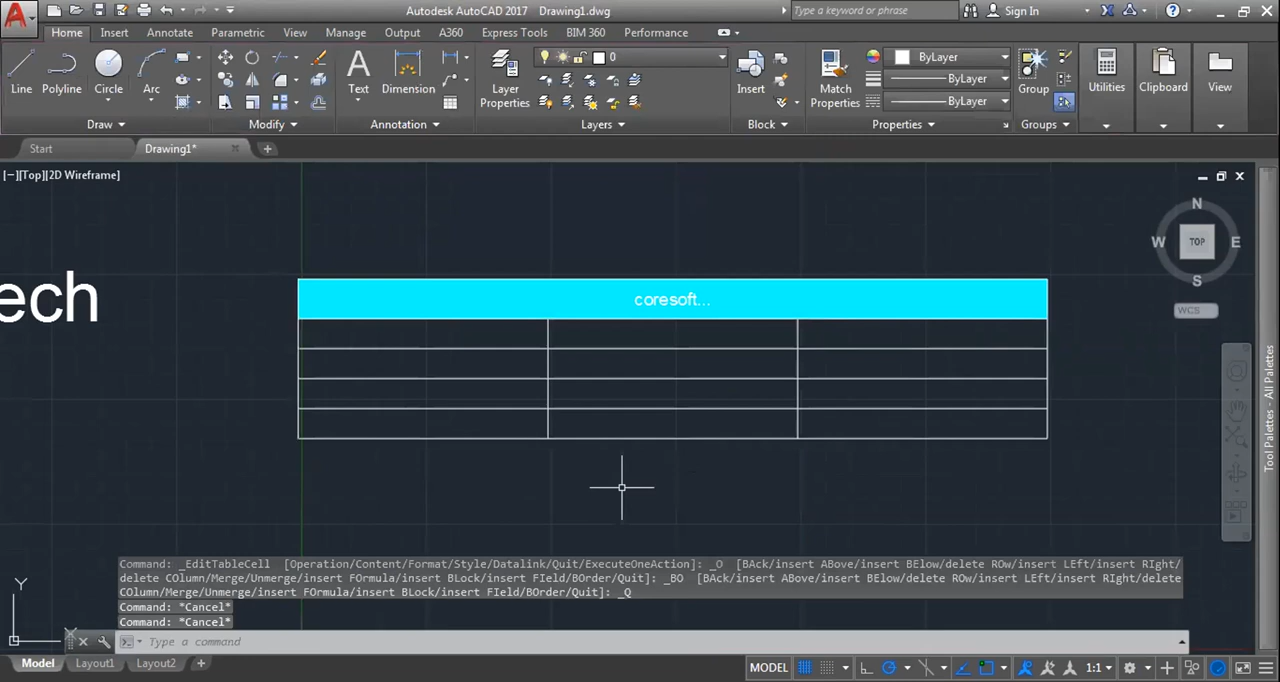 Autodesk AutoCAD 2017 Drawing1.dwg
Type a keyword or phrase
Sign In
Home Insert Annotate Parametric View Manage Output A360 Express Tools BIM 360 Performance
Line Polyline Circle Arc
Text Dimension
Layer Properties
0
Insert
Match Properties
ByLayer
ByLayer
ByLayer
Group
Utilities
Clipboard
View
Draw Modify Annotation Layers Block Properties Groups
Start Drawing1*
[−][Top][2D Wireframe]
N
W TOP E
S
WCS
ech
coresoft...
Tool Palettes - All Palettes
Command: _EditTableCell [Operation/Content/Format/Style/Datalink/Quit/ExecuteOneAction]: _O [BAck/insert ABove/insert BElow/delete ROw/insert LEft/insert RIght/
delete COlumn/Merge/Unmerge/insert FOrmula/insert BLock/insert FIeld/BOrder/Quit]: _BO [BAck/insert ABove/insert BElow/delete ROw/insert LEft/insert RIght/delete
COlumn/Merge/Unmerge/insert FOrmula/insert BLock/insert FIeld/BOrder/Quit]: _Q
Command: *Cancel*
Command: *Cancel*
Type a command
Y
X
Model Layout1 Layout2
MODEL
1:1